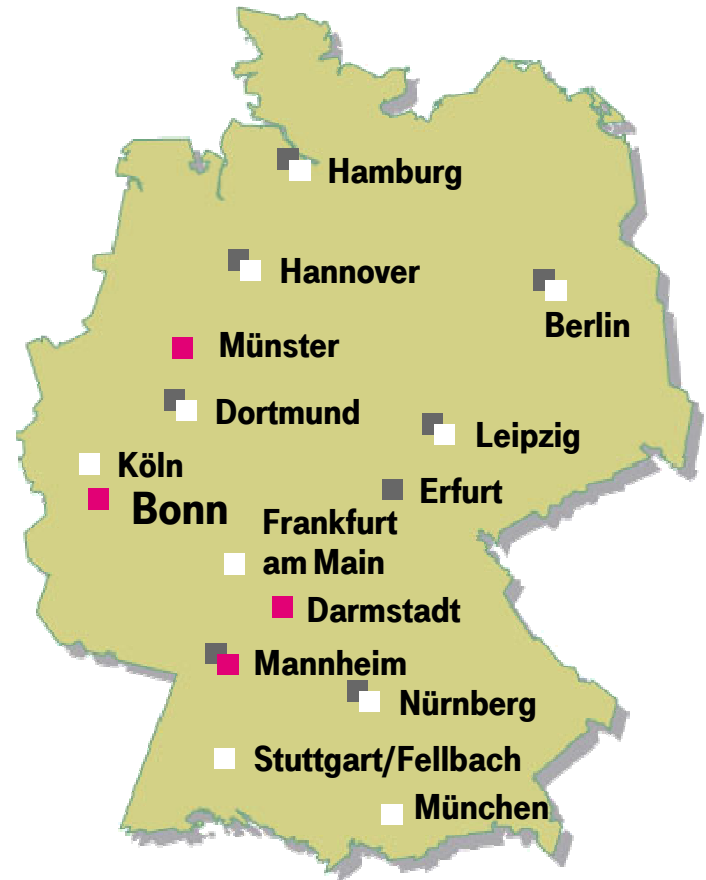 Hamburg
Hannover
Berlin
Münster
Dortmund
Leipzig
Köln
Erfurt
Bonn
Frankfurt
am Main
Darmstadt
Mannheim
Nürnberg
Stuttgart/Fellbach
München